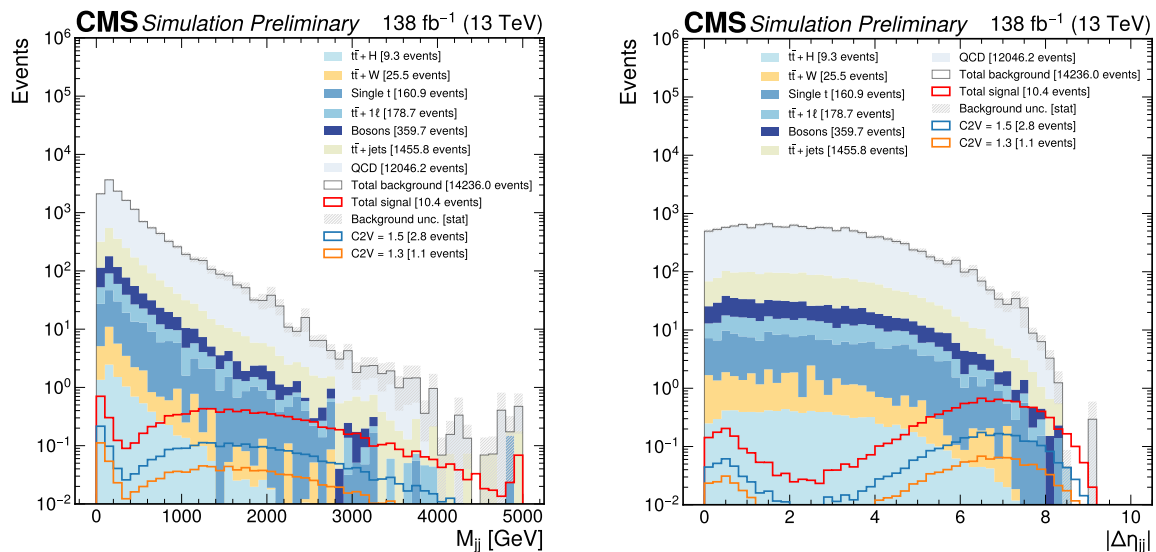 CMS Simulation Preliminary 138 fb⁻¹ (13 TeV)
Events
10⁶
10⁵
10⁴
10³
10²
10¹
10⁰
10⁻¹
10⁻²
tt̄ + H [9.3 events]
tt̄ + W [25.5 events]
Single t [160.9 events]
tt̄ + 1ℓ [178.7 events]
Bosons [359.7 events]
tt̄ + jets [1455.8 events]
QCD [12046.2 events]
Total background [14236.0 events]
Total signal [10.4 events]
Background unc. [stat]
C2V = 1.5 [2.8 events]
C2V = 1.3 [1.1 events]
0 1000 2000 3000 4000 5000
M_jj [GeV]
CMS Simulation Preliminary 138 fb⁻¹ (13 TeV)
Events
10⁶
10⁵
10⁴
10³
10²
10¹
10⁰
10⁻¹
10⁻²
tt̄ + H [9.3 events]
tt̄ + W [25.5 events]
Single t [160.9 events]
tt̄ + 1ℓ [178.7 events]
Bosons [359.7 events]
tt̄ + jets [1455.8 events]
QCD [12046.2 events]
Total background [14236.0 events]
Total signal [10.4 events]
Background unc. [stat]
C2V = 1.5 [2.8 events]
C2V = 1.3 [1.1 events]
0 2 4 6 8 10
|Δη_jj|